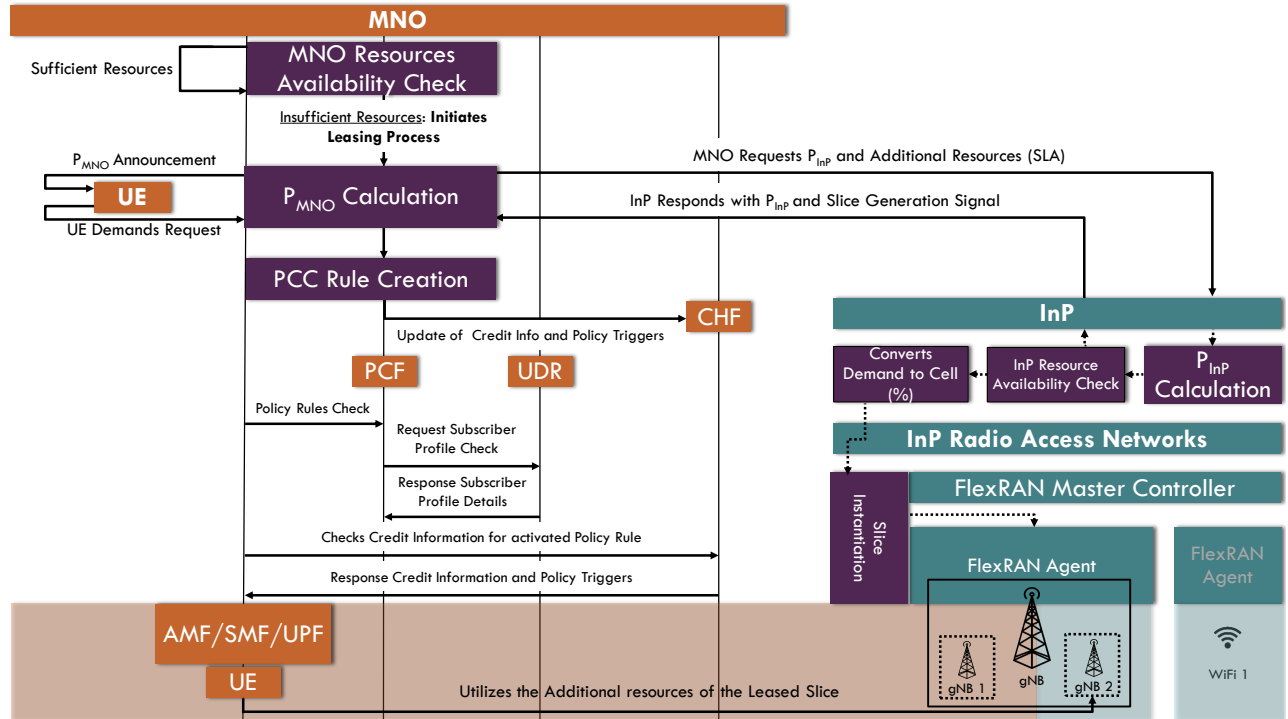 MNO
MNO Resources
Availability Check
Sufficient Resources
Insufficient Resources: Initiates
Leasing Process
PMNO Announcement
UE
UE Demands Request
PMNO Calculation
MNO Requests PInP and Additional Resources (SLA)
InP Responds with PInP and Slice Generation Signal
PCC Rule Creation
CHF
Update of Credit Info and Policy Triggers
PCF
UDR
Policy Rules Check
Request Subscriber
Profile Check
Response Subscriber
Profile Details
Checks Credit Information for activated Policy Rule
Response Credit Information and Policy Triggers
InP
Converts
Demand to Cell
(%)
InP Resource
Availability Check
PInP
Calculation
InP Radio Access Networks
Slice
Instantiation
FlexRAN Master Controller
FlexRAN Agent
FlexRAN
Agent
AMF/SMF/UPF
UE
Utilizes the Additional resources of the Leased Slice
gNB 1
gNB
gNB 2
WiFi 1